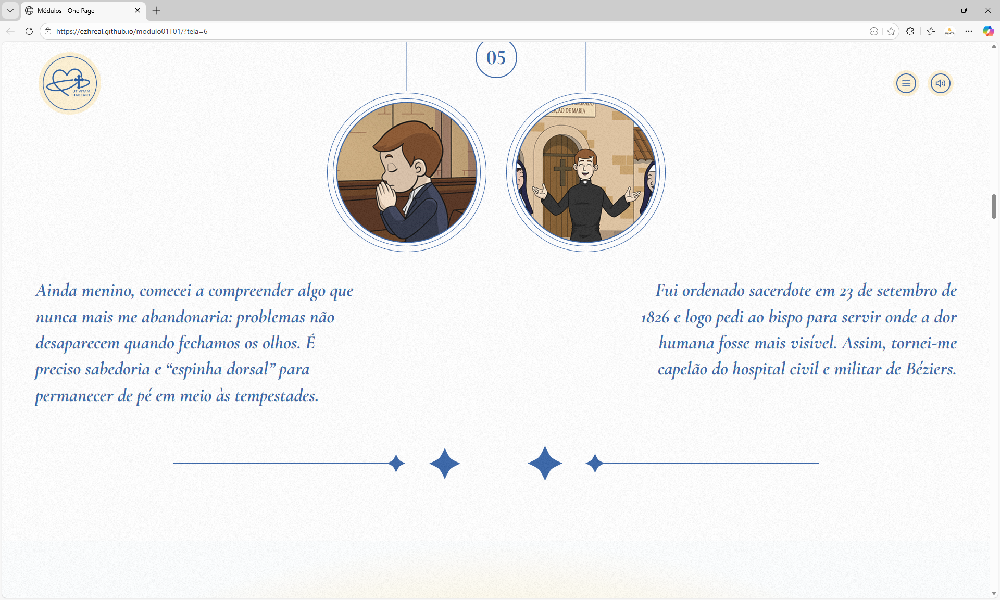 Módulos - One Page
https://ezhreal.github.io/modulo01T01/?tela=6
PENTA
05
UT VITAM
HABEANT
SAGRADO
AÇÃO DE MARIA
Ainda menino, comecei a compreender algo que
nunca mais me abandonaria: problemas não
desaparecem quando fechamos os olhos. É
preciso sabedoria e “espinha dorsal” para
permanecer de pé em meio às tempestades.
Fui ordenado sacerdote em 23 de setembro de
1826 e logo pedi ao bispo para servir onde a dor
humana fosse mais visível. Assim, tornei-me
capelão do hospital civil e militar de Béziers.